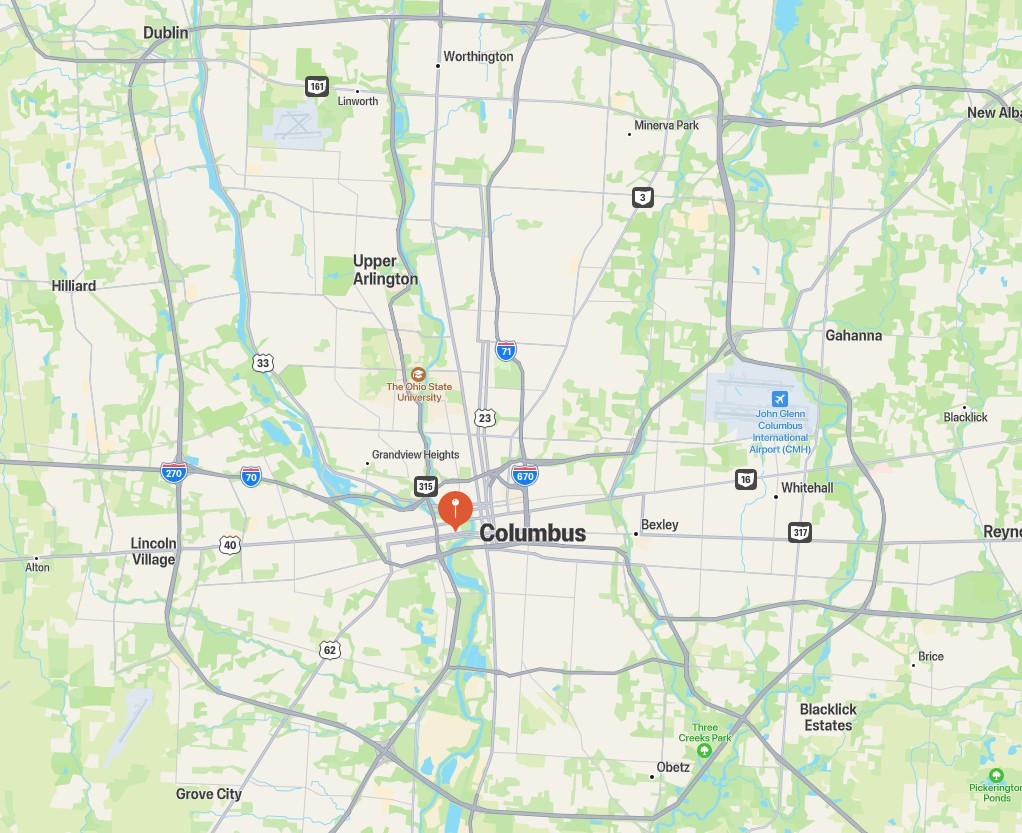 Dublin
Worthington
161
Linworth
New Alba
Minerva Park
3
Upper
Arlington
Hilliard
Gahanna
71
33
The Ohio State
University
John Glenn
Columbus
International
Airport (CMH)
23
Blacklick
Grandview Heights
270
70
670
315
16
Whitehall
Columbus
Bexley
317
Reyno
Lincoln
Village
40
Alton
62
Brice
Blacklick
Estates
Three
Creeks Park
Obetz
Grove City
Pickerington
Ponds